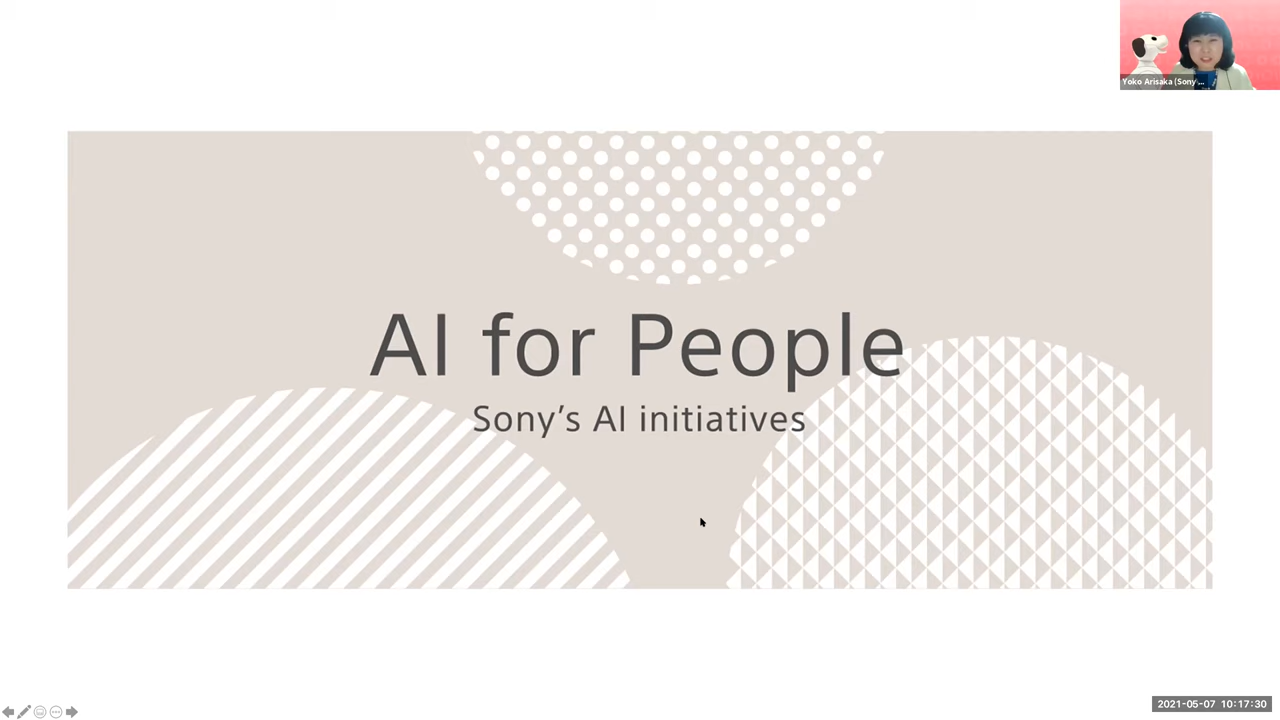 Yoko Arisaka (Sony'...
AI for People
Sony's AI initiatives
2021-05-07 10:17:30